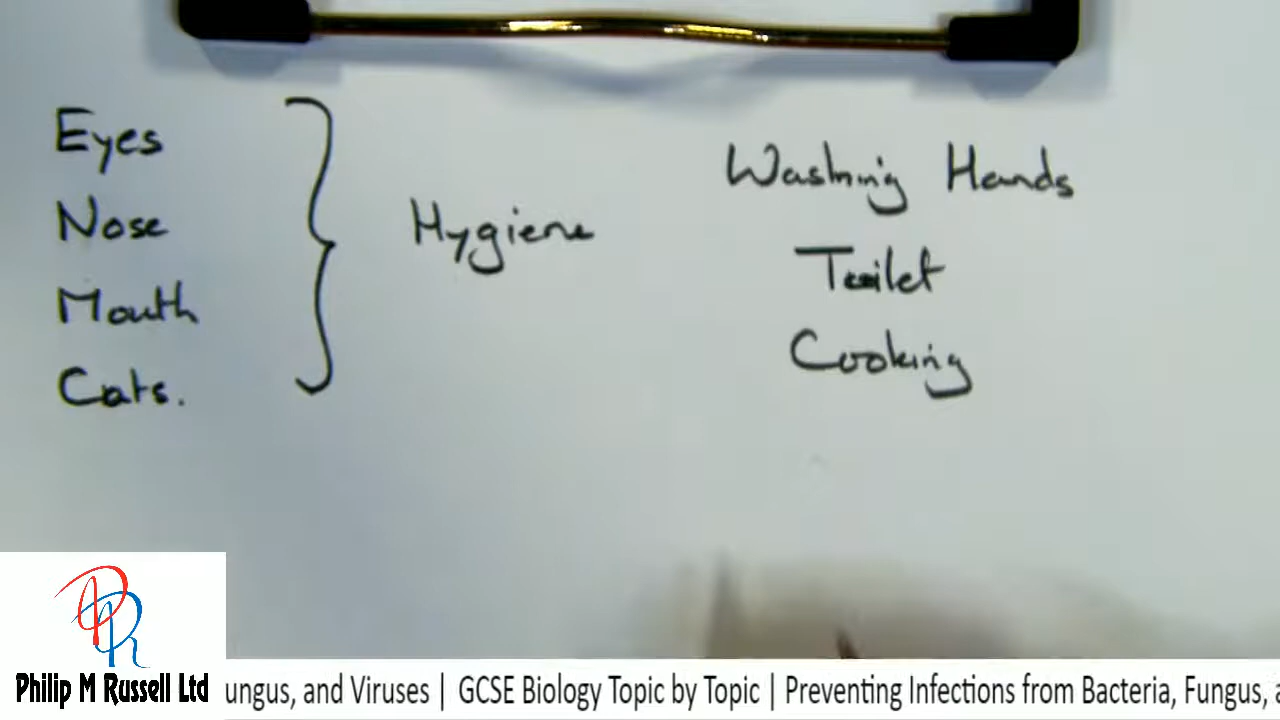 Eyes
Nose
Mouth
Cats.
Hygiene
Washing Hands
Toilet
Cooking
Philip M Russell Ltd
ungus, and Viruses | GCSE Biology Topic by Topic | Preventing Infections from Bacteria, Fungus, a